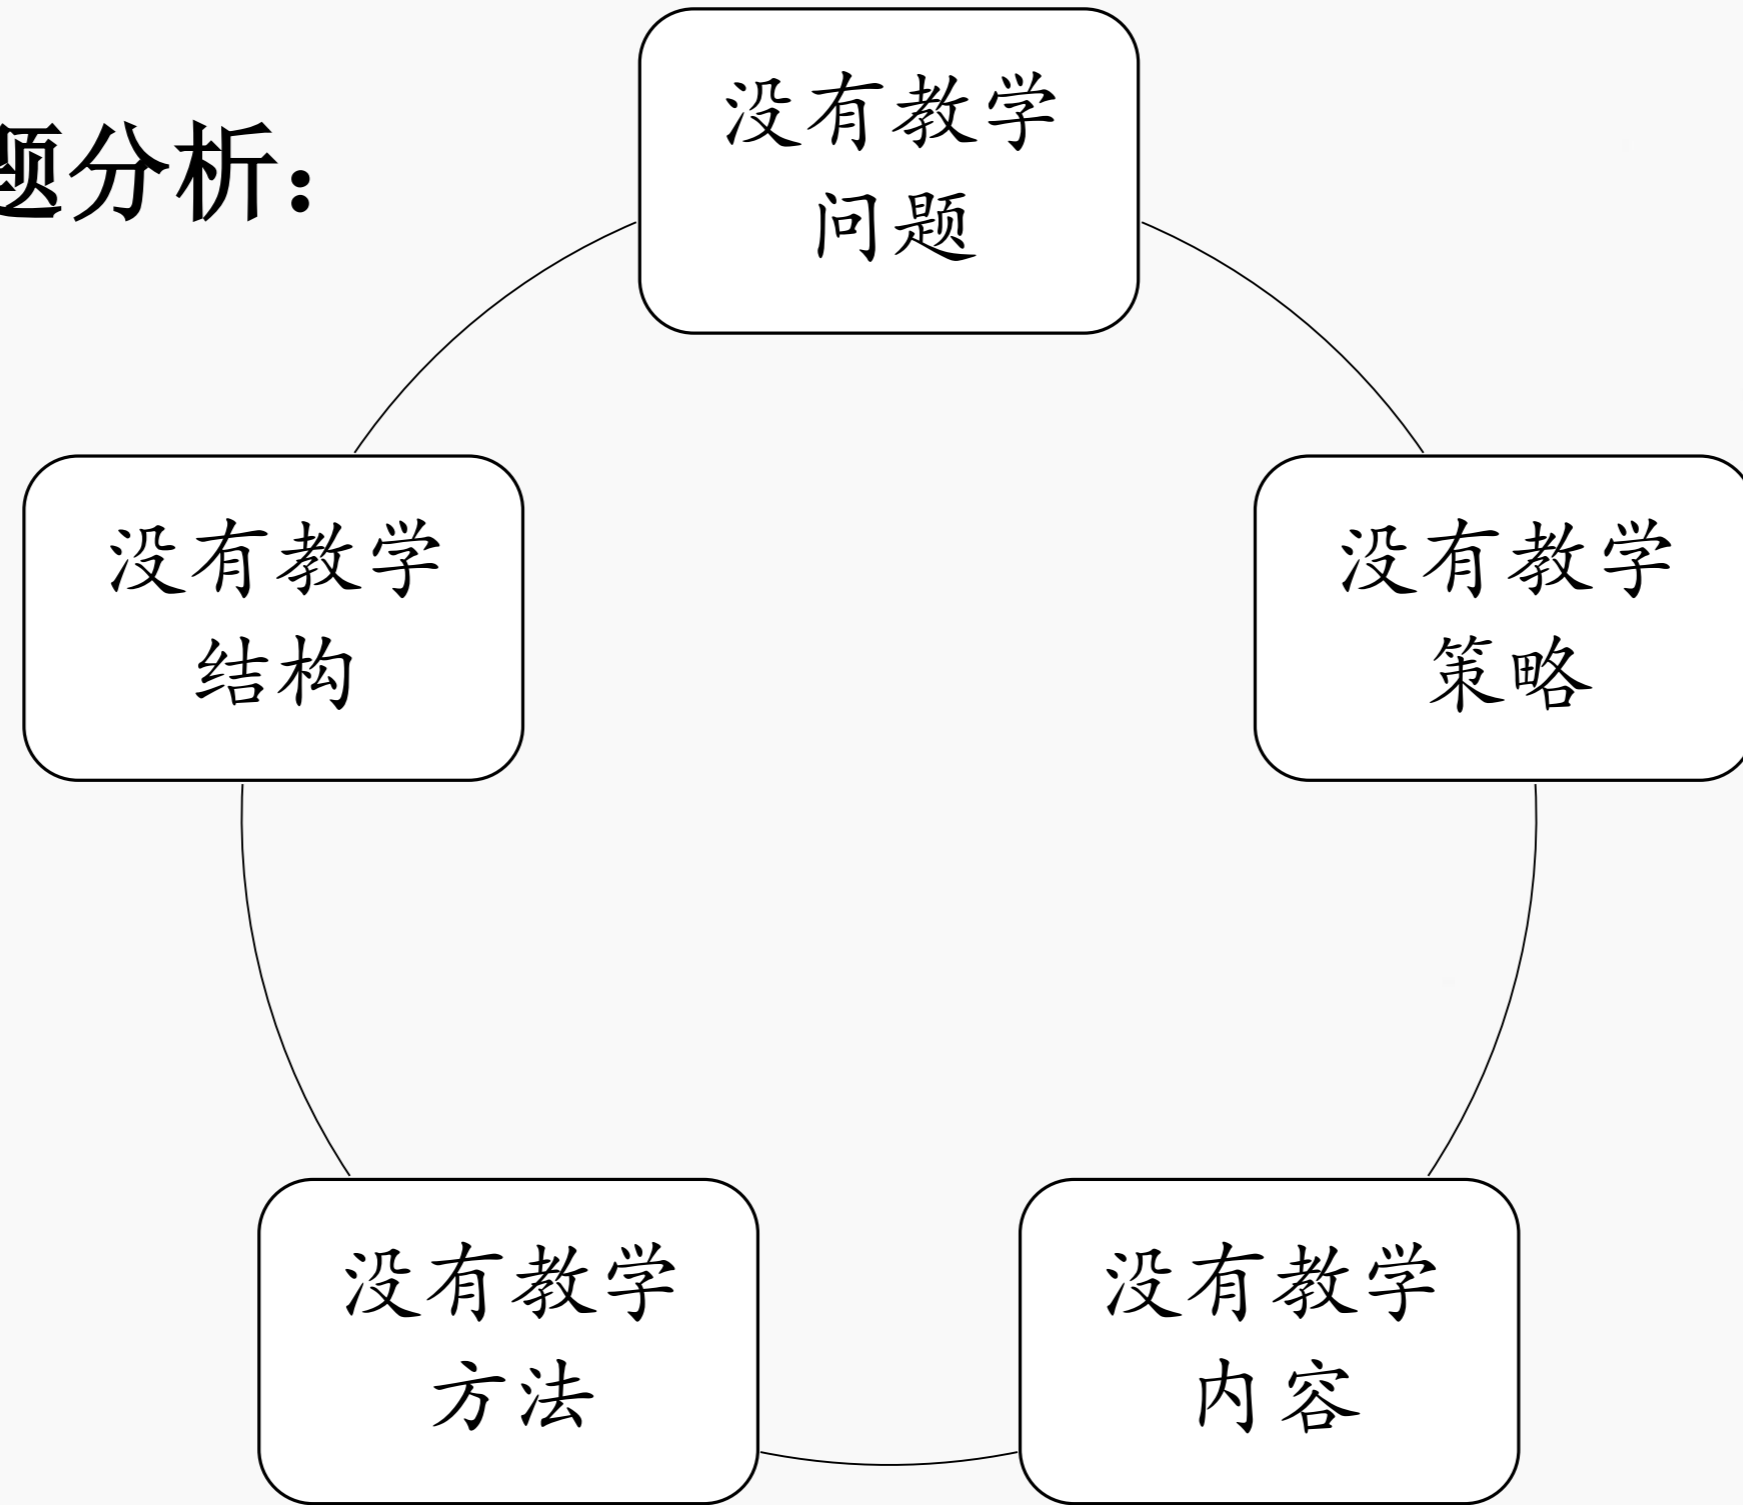 题分析：
没有教学
问题
没有教学
结构
没有教学
策略
没有教学
方法
没有教学
内容